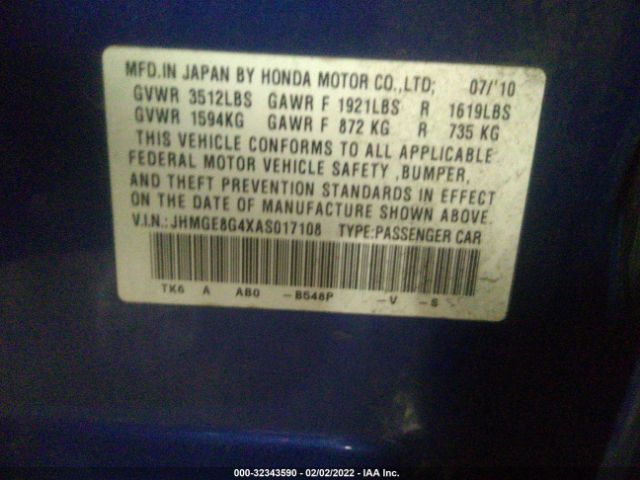 MFD.IN JAPAN BY HONDA MOTOR CO.,LTD; 07/'10
GVWR 3512LBS GAWR F 1921LBS R 1619LBS
GVWR 1594KG GAWR F 872 KG R 735 KG
THIS VEHICLE CONFORMS TO ALL APPLICABLE
FEDERAL MOTOR VEHICLE SAFETY ,BUMPER,
AND THEFT PREVENTION STANDARDS IN EFFECT
ON THE DATE OF MANUFACTURE SHOWN ABOVE.
V.I.N.: JHMGE8G4XAS017108 TYPE:PASSENGER CAR
TK6 A AB0 -B548P -V -S
000-32343590 - 02/02/2022 - IAA Inc.